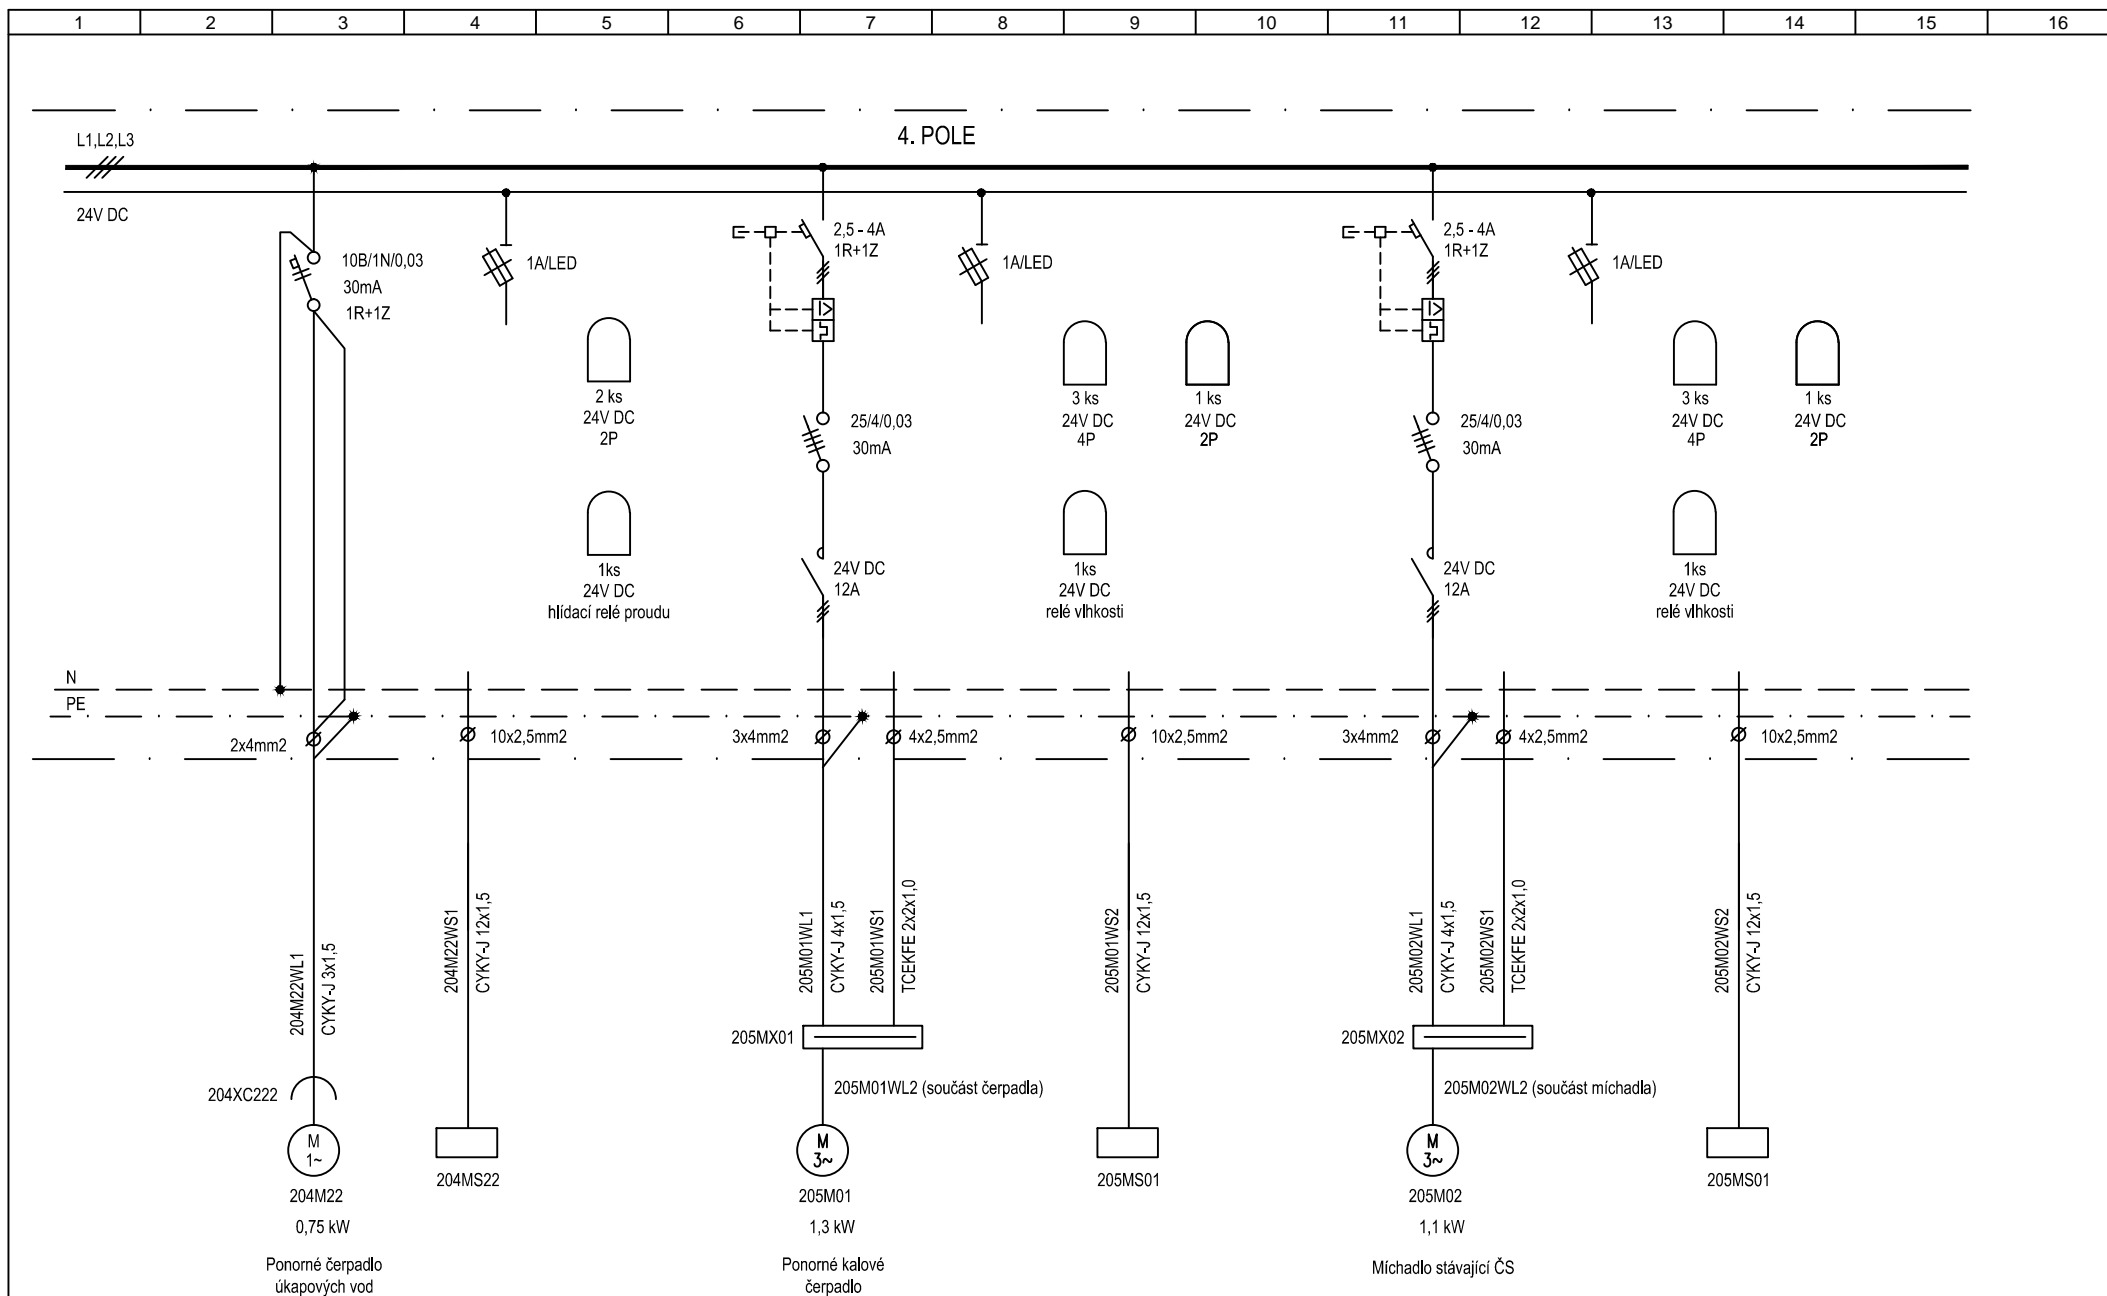 1 2 3 4 5 6 7 8 9 10 11 12 13 14 15 16
4. POLE
L1,L2,L3
24V DC
10B/1N/0,03
30mA
1R+1Z
1A/LED
2 ks
24V DC
2P
1ks
24V DC
hlídací relé proudu
2,5 - 4A
1R+1Z
25/4/0,03
30mA
24V DC
12A
1A/LED
3 ks
24V DC
4P
1 ks
24V DC
2P
1ks
24V DC
relé vlhkosti
2,5 - 4A
1R+1Z
25/4/0,03
30mA
24V DC
12A
1A/LED
3 ks
24V DC
4P
1 ks
24V DC
2P
1ks
24V DC
relé vlhkosti
N
PE
2x4mm2
10x2,5mm2
3x4mm2
4x2,5mm2
10x2,5mm2
3x4mm2
4x2,5mm2
10x2,5mm2
204M22WL1
CYKY-J 3x1,5
204M22WS1
CYKY-J 12x1,5
205M01WL1
CYKY-J 4x1,5
205M01WS1
TCEKFE 2x2x1,0
205M01WS2
CYKY-J 12x1,5
205M02WL1
CYKY-J 4x1,5
205M02WS1
TCEKFE 2x2x1,0
205M02WS2
CYKY-J 12x1,5
205MX01
205MX02
204XC222
205M01WL2 (součást čerpadla)
205M02WL2 (součást míchadla)
M
1~
204M22
0,75 kW
Ponorné čerpadlo
úkapových vod
204MS22
M
3~
205M01
1,3 kW
Ponorné kalové
čerpadlo
205MS01
M
3~
205M02
1,1 kW
Míchadlo stávající ČS
205MS01